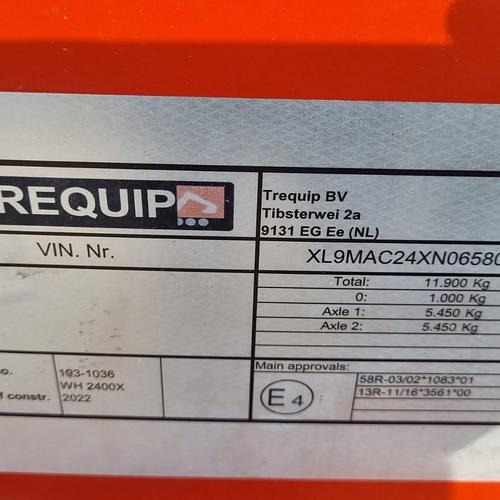 REQUIP
Trequip BV
Tibsterwei 2a
9131 EG Ee (NL)
VIN. Nr.
XL9MAC24XN06580
Total: 11.900 Kg
0: 1.000 Kg
Axle 1: 5.450 Kg
Axle 2: 5.450 Kg
o. 193-1036
WH 2400X
f constr. 2022
Main approvals:
E 4 :
58R-03/02*1083*01
13R-11/16*3561*00